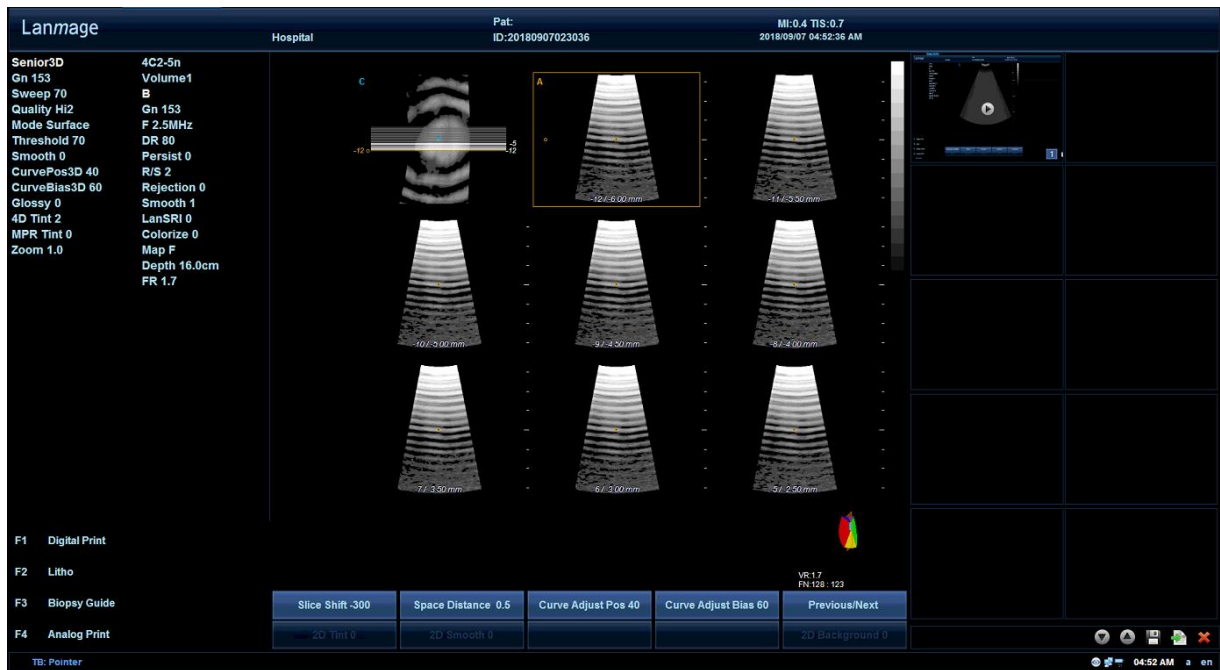 Lanmage
Hospital
Pat:
ID:20180907023036
MI:0.4 TIS:0.7
2018/09/07 04:52:36 AM
Senior3D
Gn 153
Sweep 70
Quality Hi2
Mode Surface
Threshold 70
Smooth 0
CurvePos3D 40
CurveBias3D 60
Glossy 0
4D Tint 2
MPR Tint 0
Zoom 1.0
4C2-5n
Volume1
B
Gn 153
F 2.5MHz
DR 80
Persist 0
R/S 2
Rejection 0
Smooth 1
LanSRI 0
Colorize 0
Map F
Depth 16.0cm
FR 1.7
C
-12
-5
-12
A
-12 / -6.00 mm
-11 / -5.50 mm
-10 / -5.00 mm
-9 / -4.50 mm
-8 / -4.00 mm
7 / 3.50 mm
6 / 3.00 mm
5 / 2.50 mm
VR:1.7
FN:128 : 123
F1 Digital Print
F2 Litho
F3 Biopsy Guide
F4 Analog Print
Slice Shift -300
Space Distance 0.5
Curve Adjust Pos 40
Curve Adjust Bias 60
Previous/Next
2D Tint 0
2D Smooth 0
2D Background 0
1
TB: Pointer
04:52 AM a en